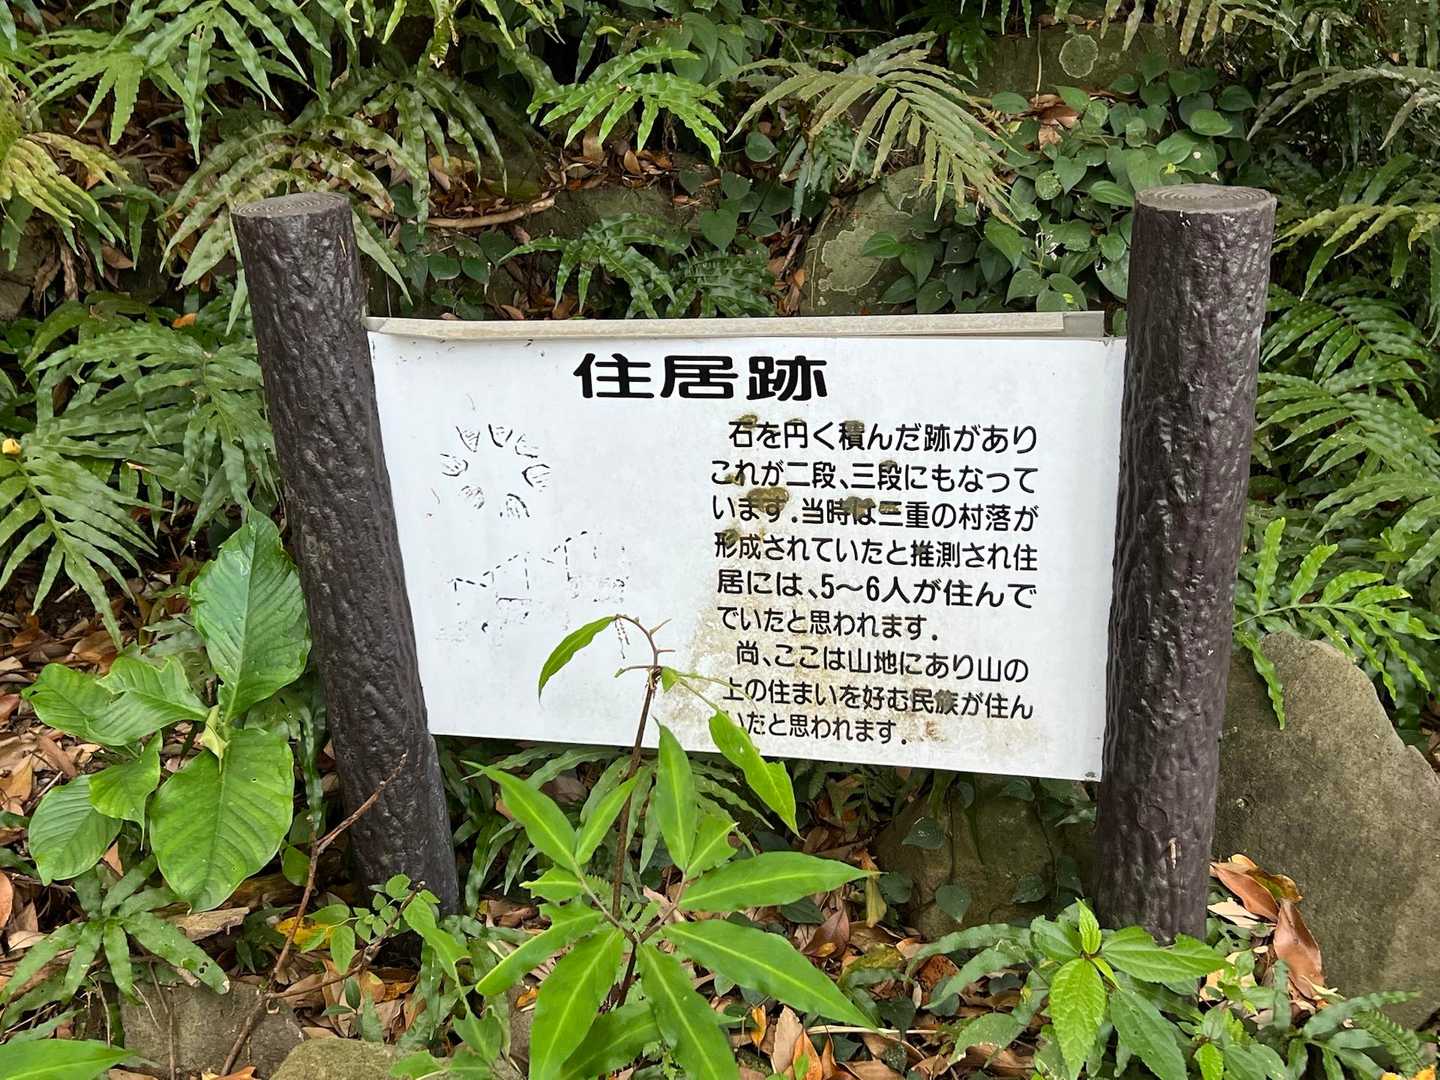 住居跡
石を円く積んだ跡があり
これが二段、三段にもなって
います.当時は三重の村落が
形成されていたと推測され住
居には、5〜6人が住んで
でいたと思われます.
尚、ここは山地にあり山の
上の住まいを好む民族が住ん
いだと思われます.